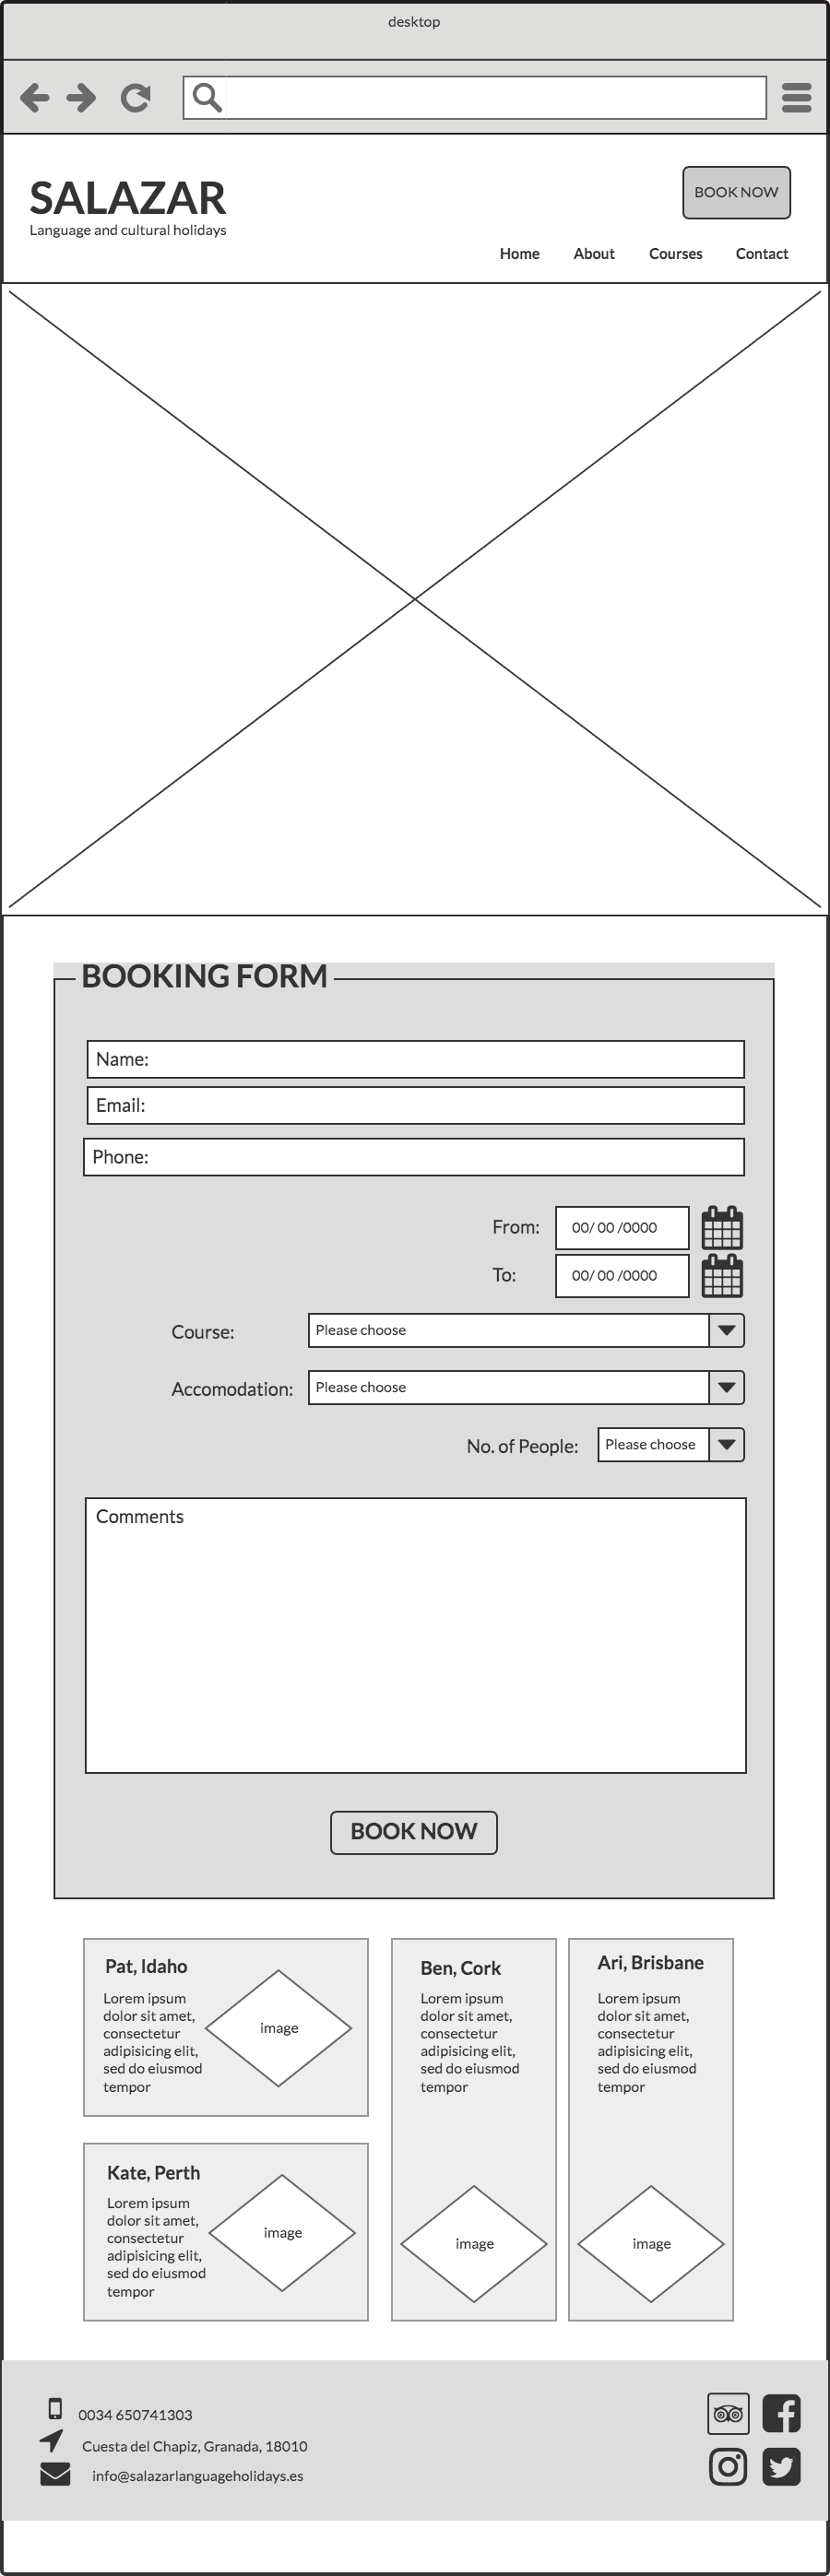 desktop
SALAZAR
Language and cultural holidays
BOOK NOW
Home About Courses Contact
BOOKING FORM
Name:
Email:
Phone:
From: 00/ 00 /0000
To: 00/ 00 /0000
Course: Please choose
Accomodation: Please choose
No. of People: Please choose
Comments
BOOK NOW
Pat, Idaho
Lorem ipsum
dolor sit amet,
consectetur
adipisicing elit,
sed do eiusmod
tempor
image
Kate, Perth
Lorem ipsum
dolor sit amet,
consectetur
adipisicing elit,
sed do eiusmod
tempor
image
Ben, Cork
Lorem ipsum
dolor sit amet,
consectetur
adipisicing elit,
sed do eiusmod
tempor
image
Ari, Brisbane
Lorem ipsum
dolor sit amet,
consectetur
adipisicing elit,
sed do eiusmod
tempor
image
0034 650741303
Cuesta del Chapiz, Granada, 18010
info@salazarlanguageholidays.es